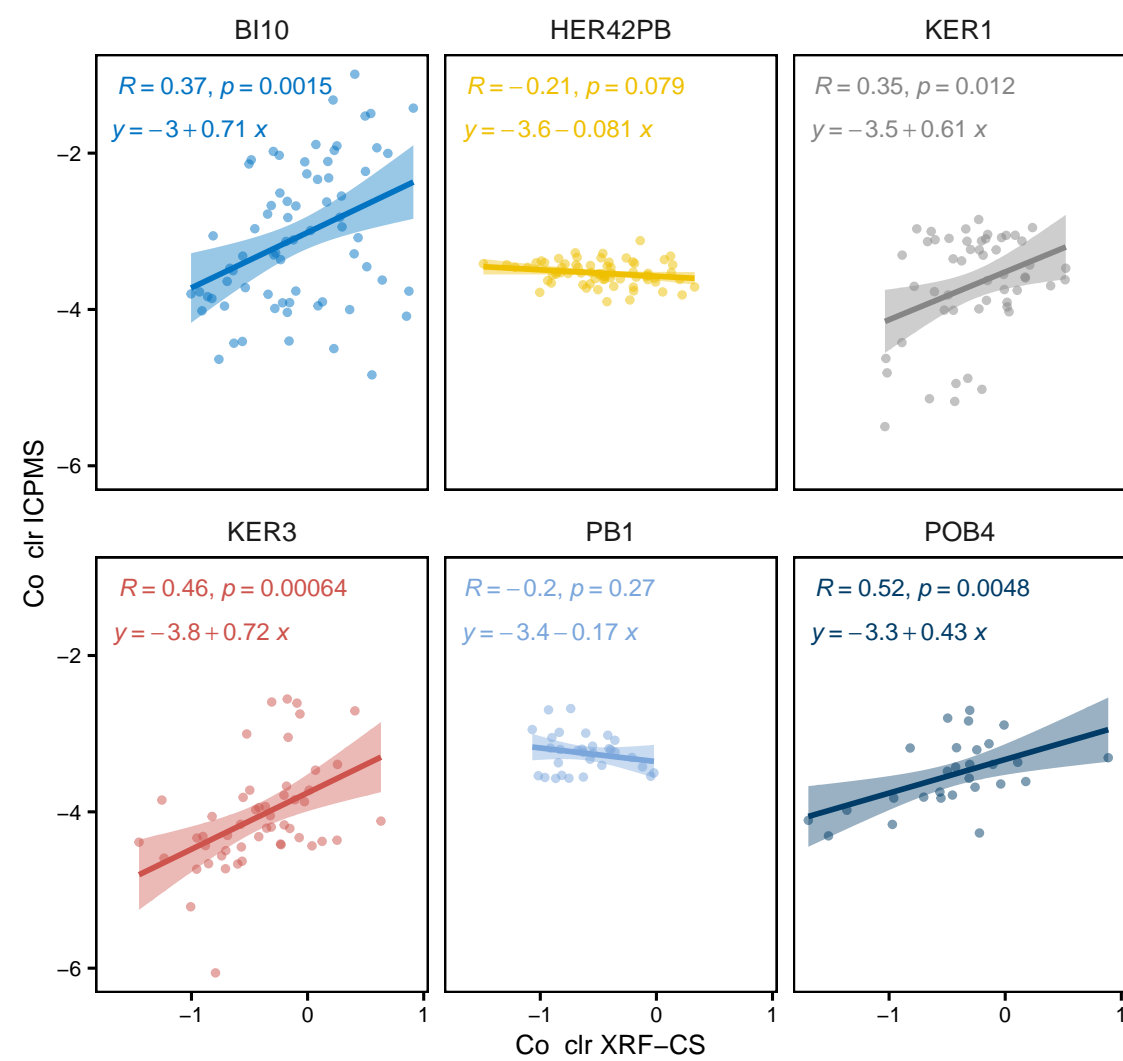 BI10
HER42PB
KER1
R = 0.37, p = 0.0015
R = −0.21, p = 0.079
R = 0.35, p = 0.012
y = −3 + 0.71 x
y = −3.6 − 0.081 x
y = −3.5 + 0.61 x
−2
−4
−6
Co clr ICPMS
KER3
PB1
POB4
R = 0.46, p = 0.00064
R = −0.2, p = 0.27
R = 0.52, p = 0.0048
y = −3.8 + 0.72 x
y = −3.4 − 0.17 x
y = −3.3 + 0.43 x
−2
−4
−6
−1 0 1
−1 0 1
−1 0 1
Co clr XRF−CS